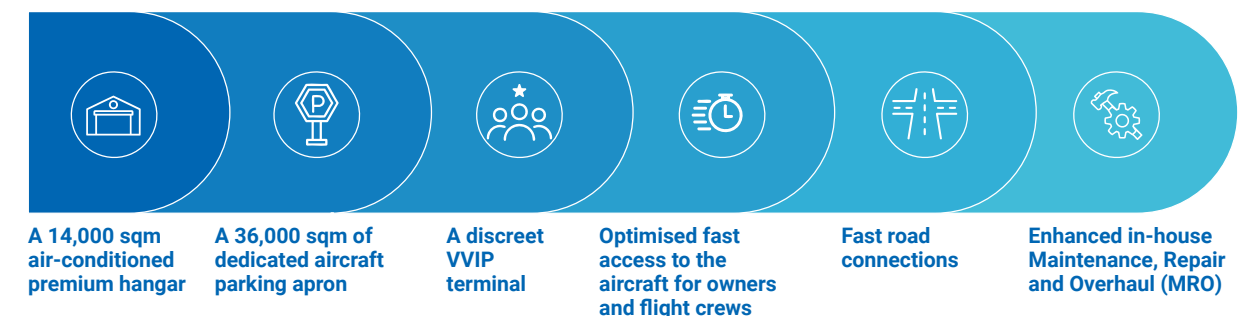 P
A 14,000 sqm
air-conditioned
premium hangar
A 36,000 sqm of
dedicated aircraft
parking apron
A discreet
VVIP
terminal
Optimised fast
access to the
aircraft for owners
and flight crews
Fast road
connections
Enhanced in-house
Maintenance, Repair
and Overhaul (MRO)